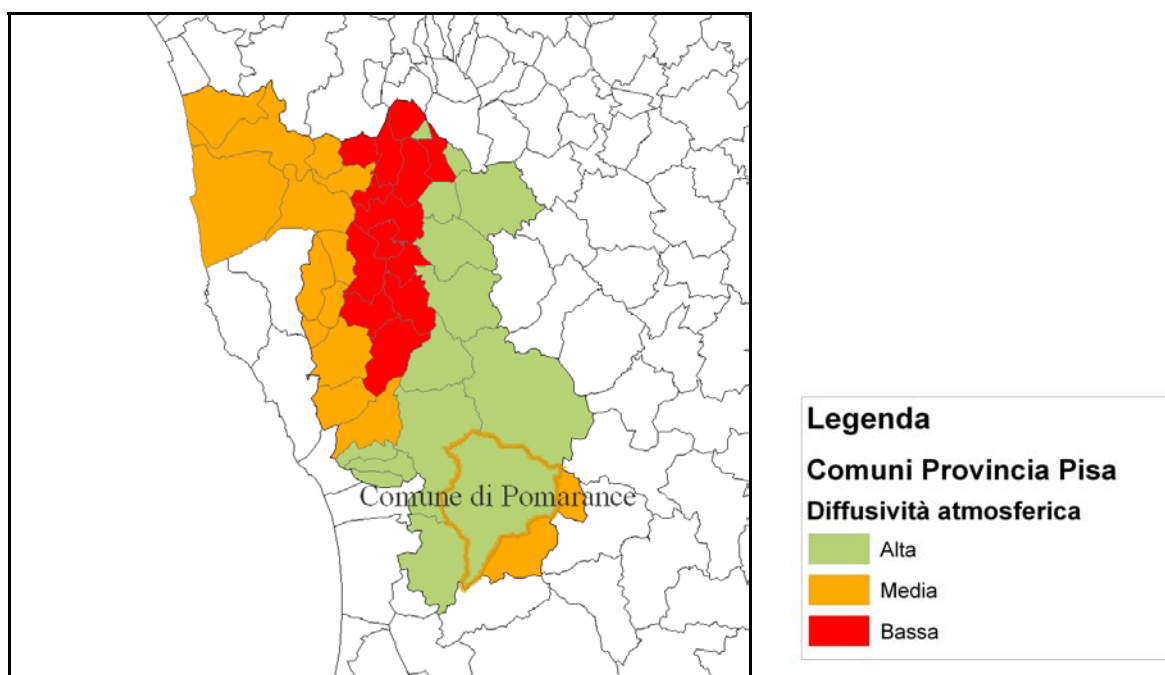 Comune di Pomarance
Legenda
Comuni Provincia Pisa
Diffusività atmosferica
Alta
Media
Bassa